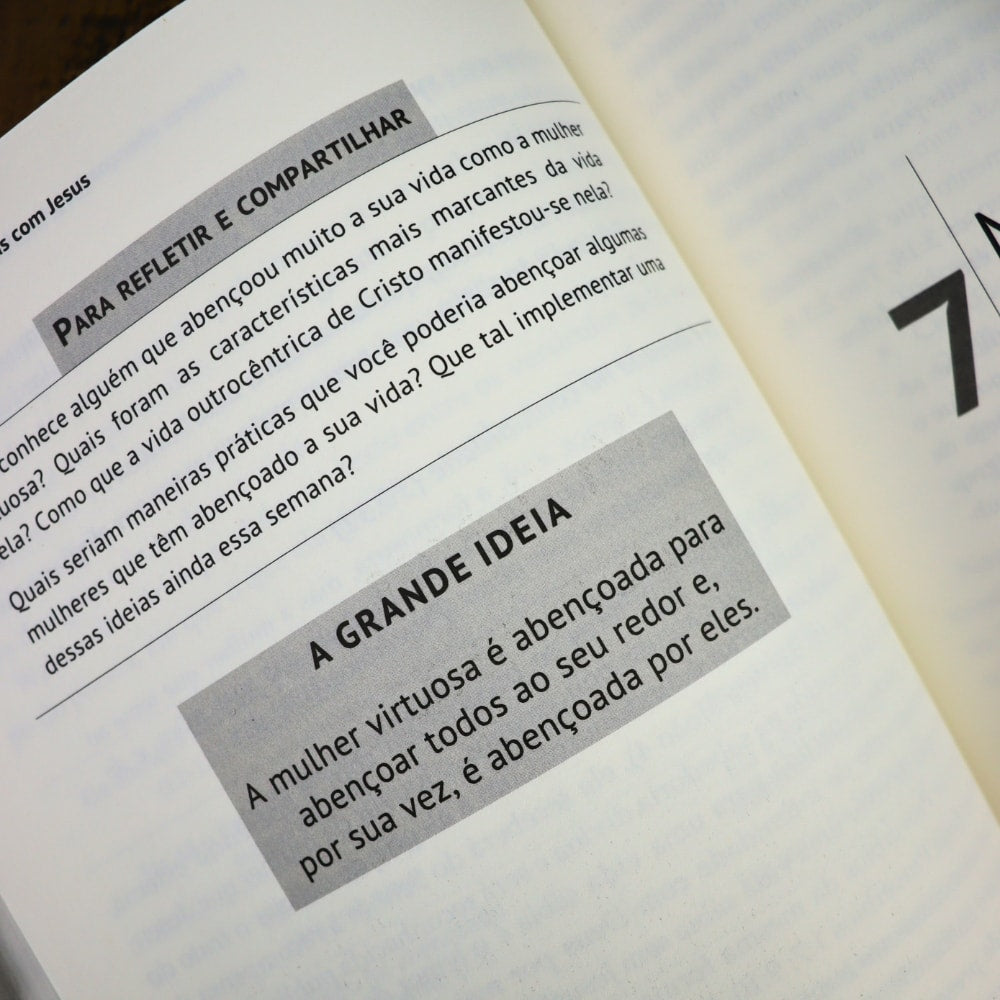 com Jesus
PARA REFLETIR E COMPARTILHAR
conhece alguém que abençoou muito a sua vida como a mulher
Quais foram as características mais marcantes da vida
Como que a vida outrocêntrica de Cristo manifestou-se nela?
Quais seriam maneiras práticas que você poderia abençoar algumas
mulheres que têm abençoado a sua vida? Que tal implementar uma
dessas ideias ainda essa semana?
A GRANDE IDEIA
A mulher virtuosa é abençoada para
abençoar todos ao seu redor e,
por sua vez, é abençoada por eles.
7